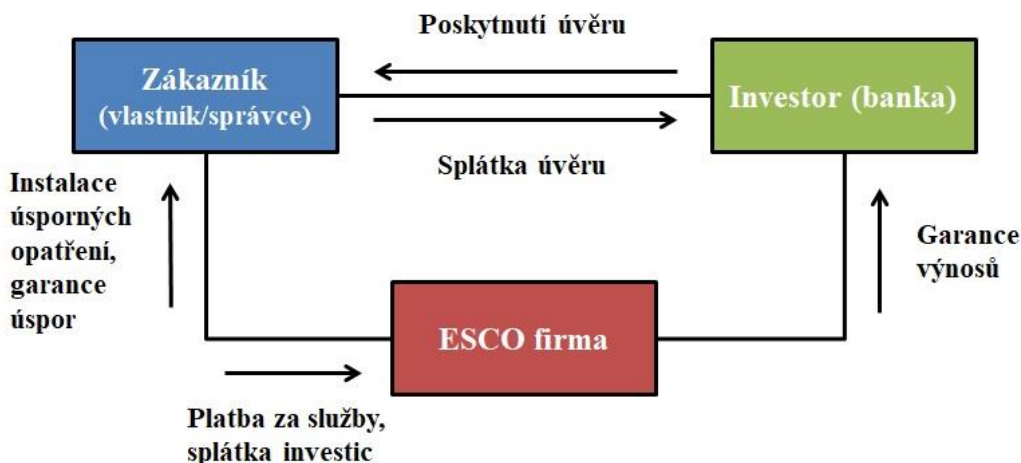 Poskytnutí úvěru
Zákazník
(vlastník/správce)
Investor (banka)
Splátka úvěru
Instalace
úsporných
opatření,
garance
úspor
Garance
výnosů
ESCO firma
Platba za služby,
splátka investic